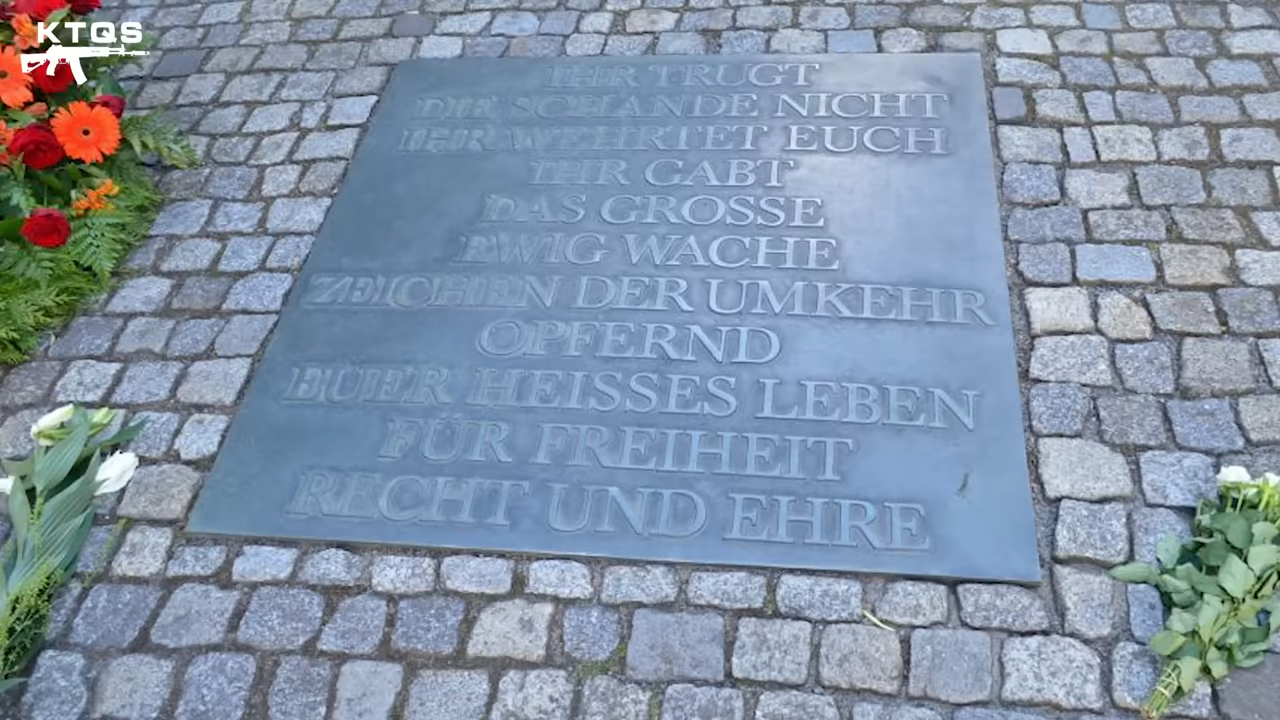 KTQS
IHR TRUGT
DIE SCHANDE NICHT
IHR WEHRTET EUCH
IHR GABT
DAS GROSSE
EWIG WACHE
ZEICHEN DER UMKEHR
OPFERND
EUER HEISSES LEBEN
FÜR FREIHEIT
RECHT UND EHRE